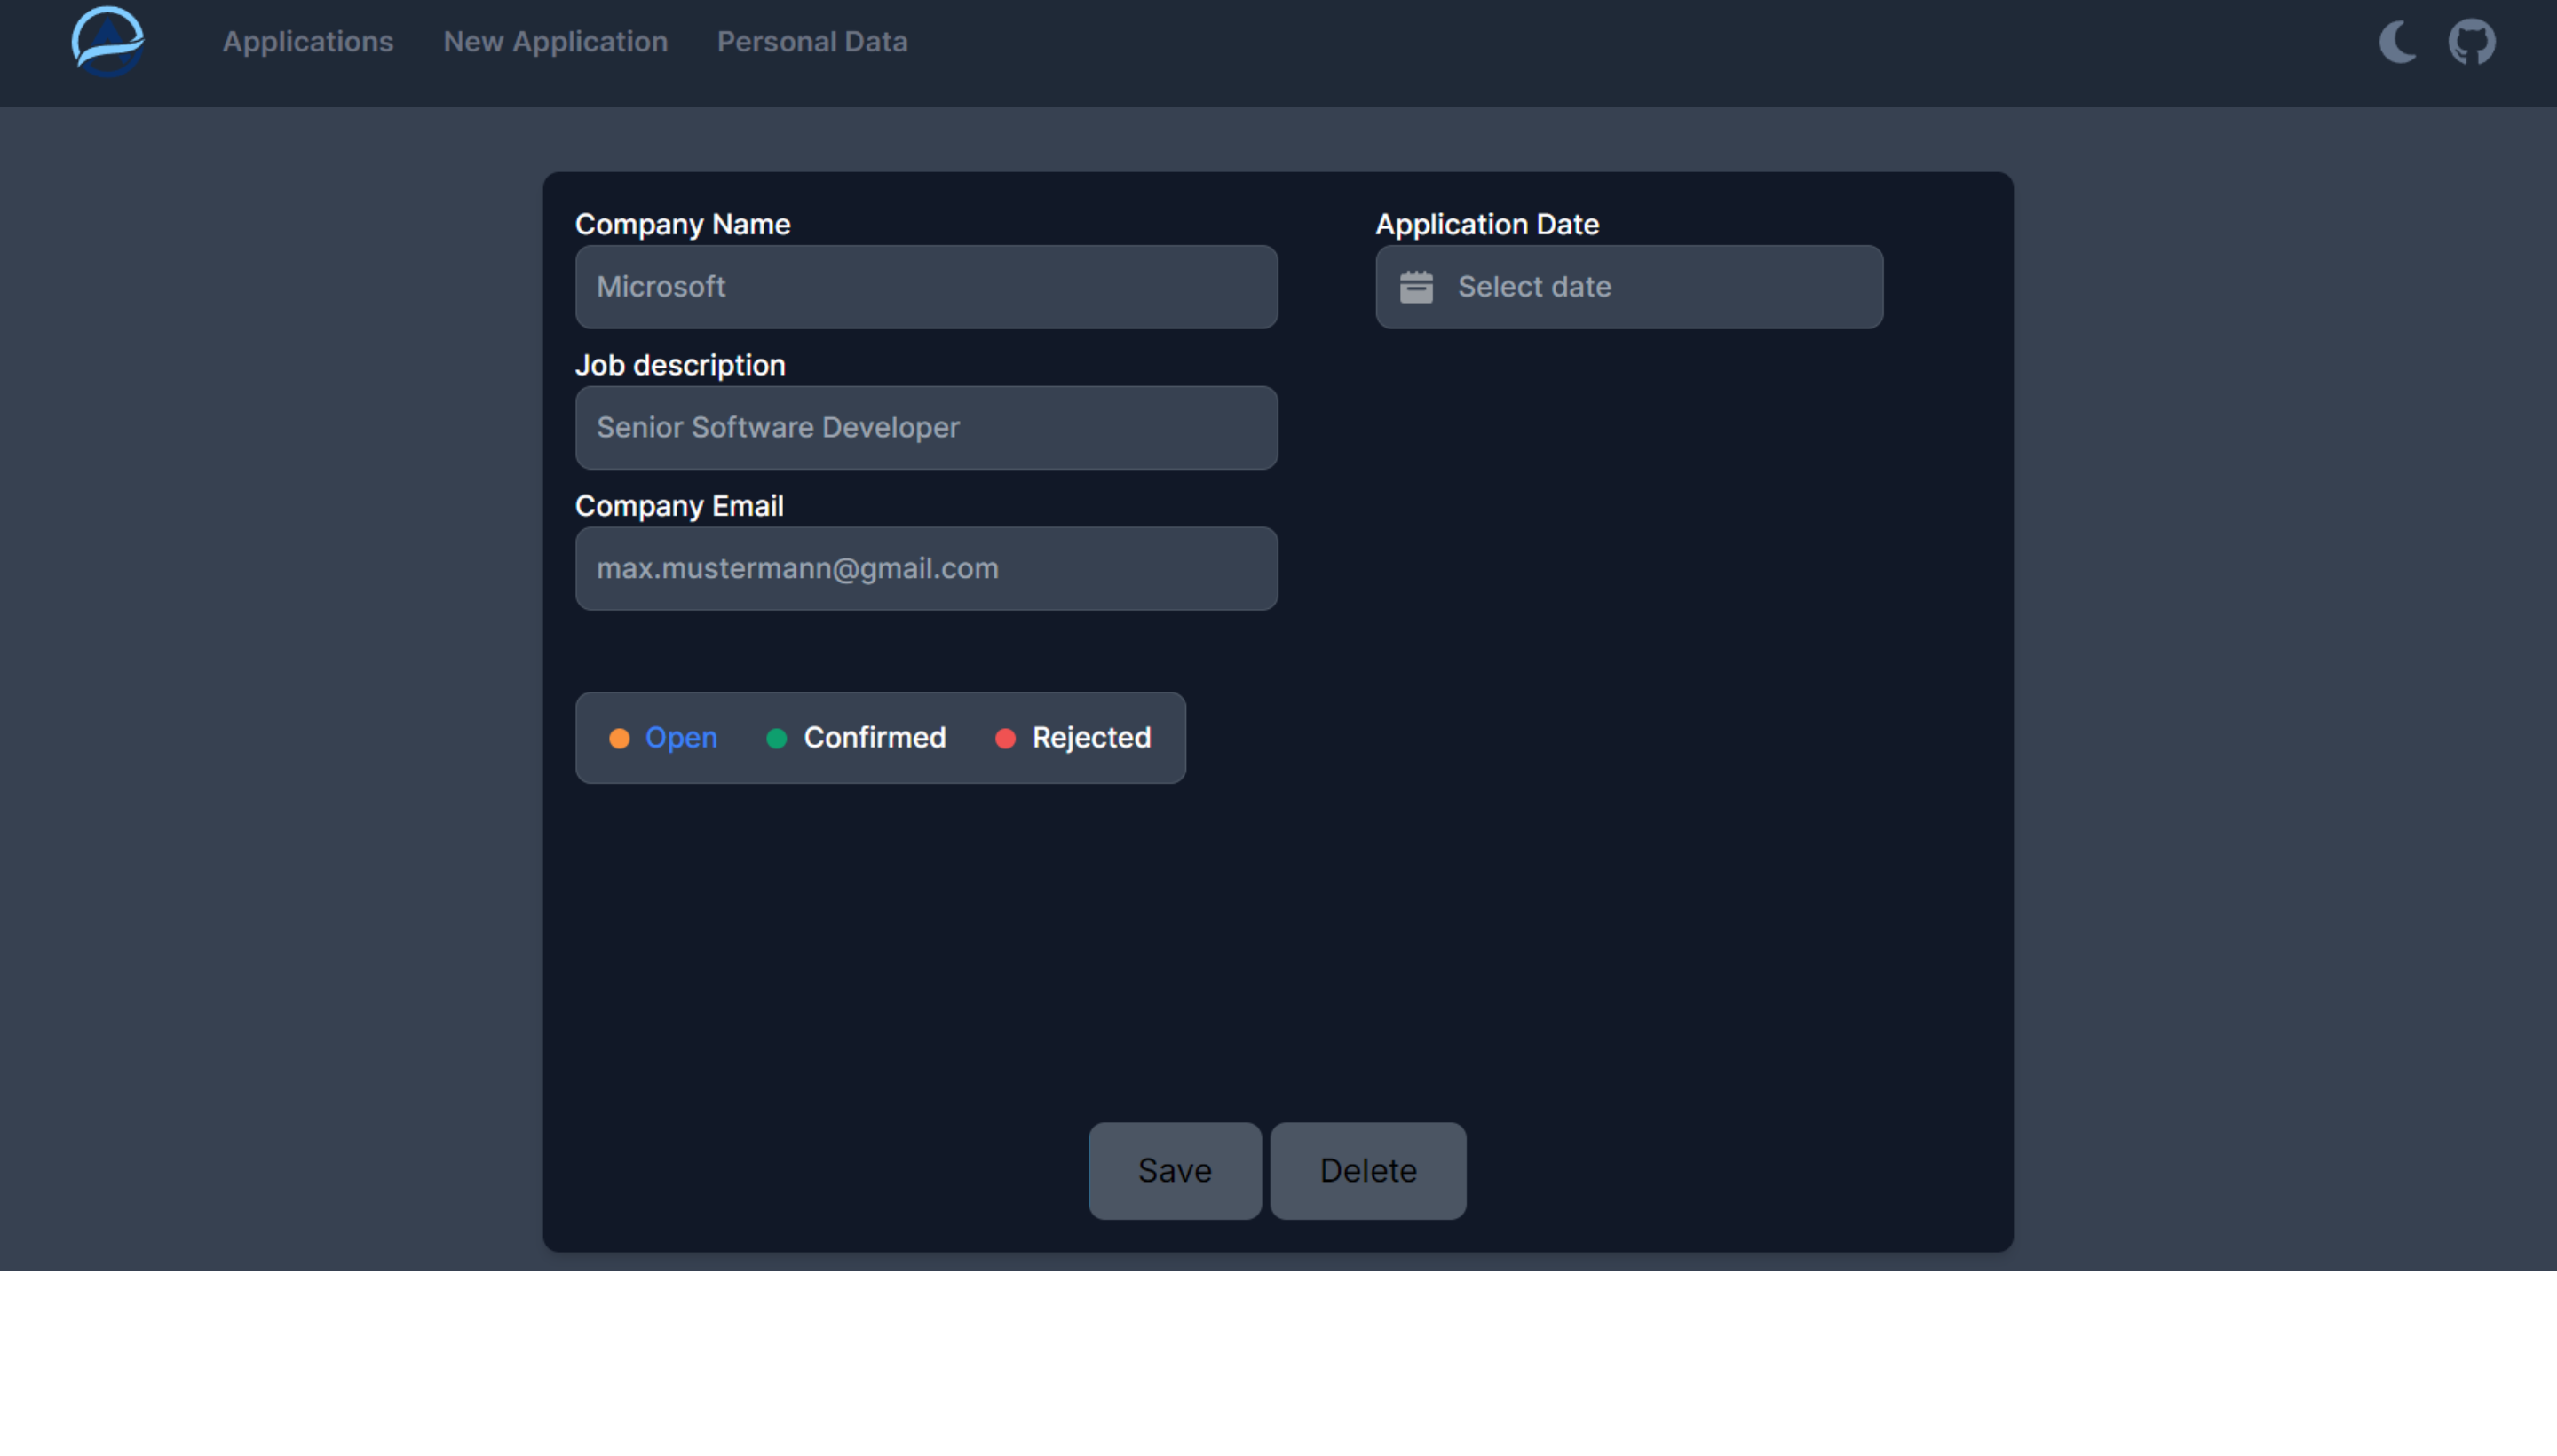 Applications New Application Personal Data
Company Name
Microsoft
Application Date
Select date
Job description
Senior Software Developer
Company Email
max.mustermann@gmail.com
Open Confirmed Rejected
Save Delete